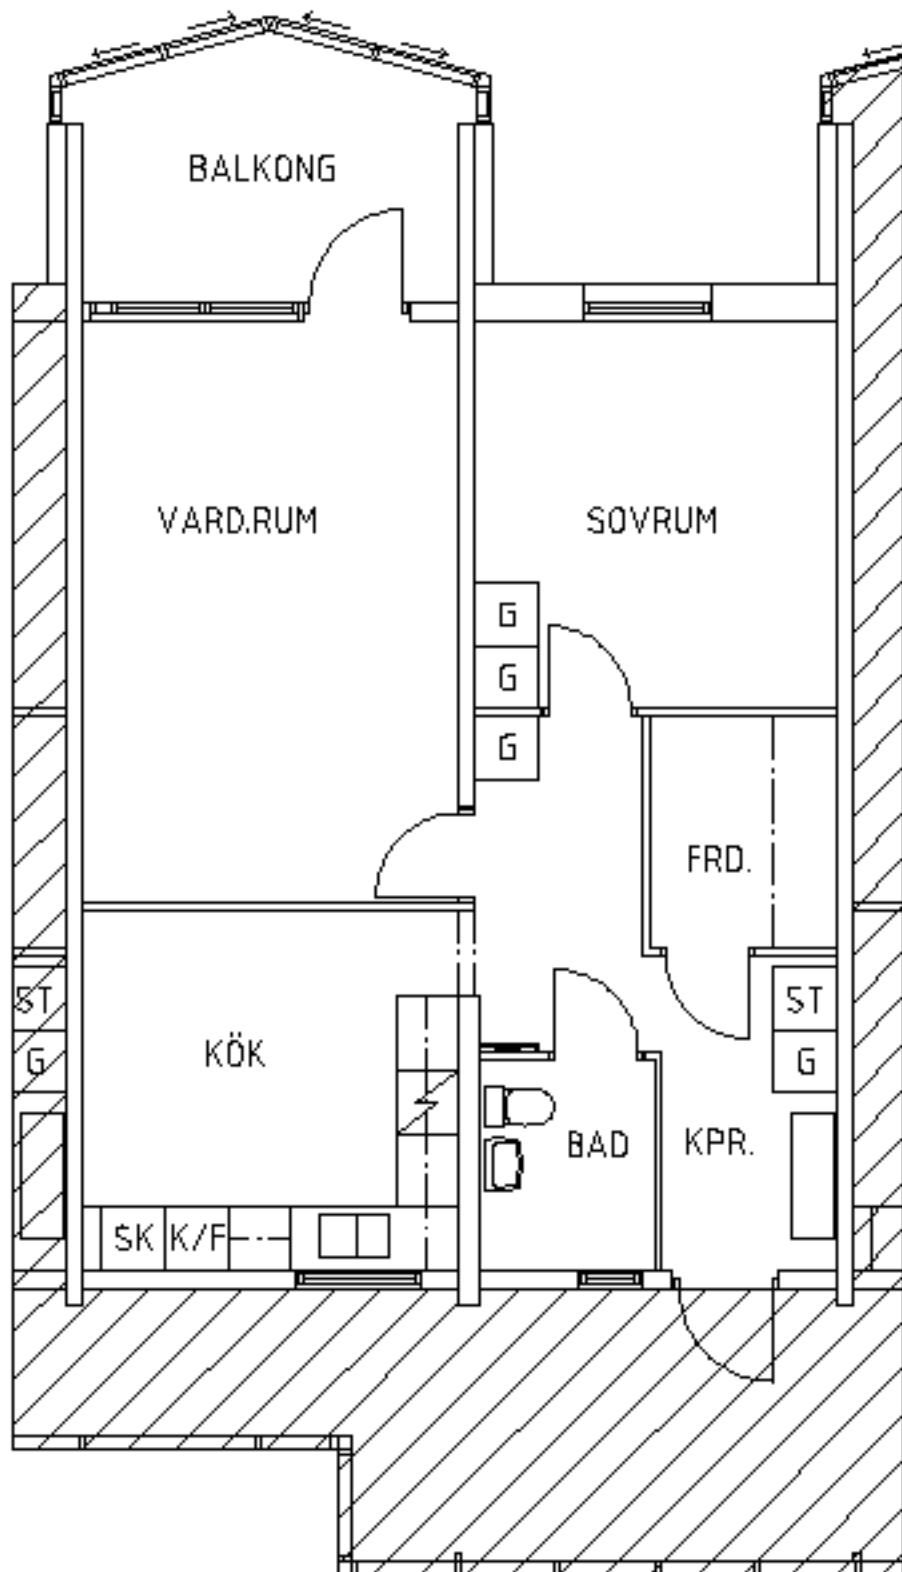 BALKONG
VARD.RUM
SOVRUM
G
G
G
FRD.
ST
ST
G
KÖK
G
BAD
KPR.
SK
K/F